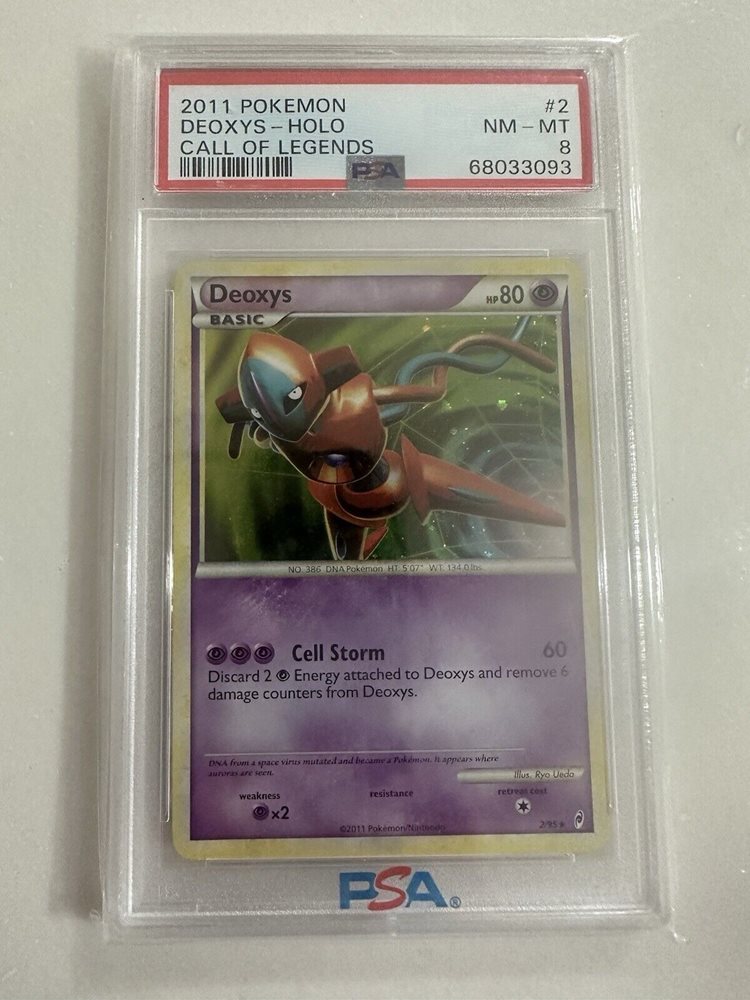 2011 POKEMON #2
DEOXYS - HOLO NM - MT
CALL OF LEGENDS 8
PSA 68033093
Deoxys HP 80
BASIC
NO. 386 DNA Pokémon HT: 5'07" WT: 134.0 lbs.
Cell Storm 60
Discard 2 Energy attached to Deoxys and remove 6
damage counters from Deoxys.
DNA from a space virus mutated and became a Pokémon. It appears where
auroras are seen.
Illus. Ryo Ueda
weakness resistance retreat cost
x2
©2011 Pokémon/Nintendo 2/95
PSA®